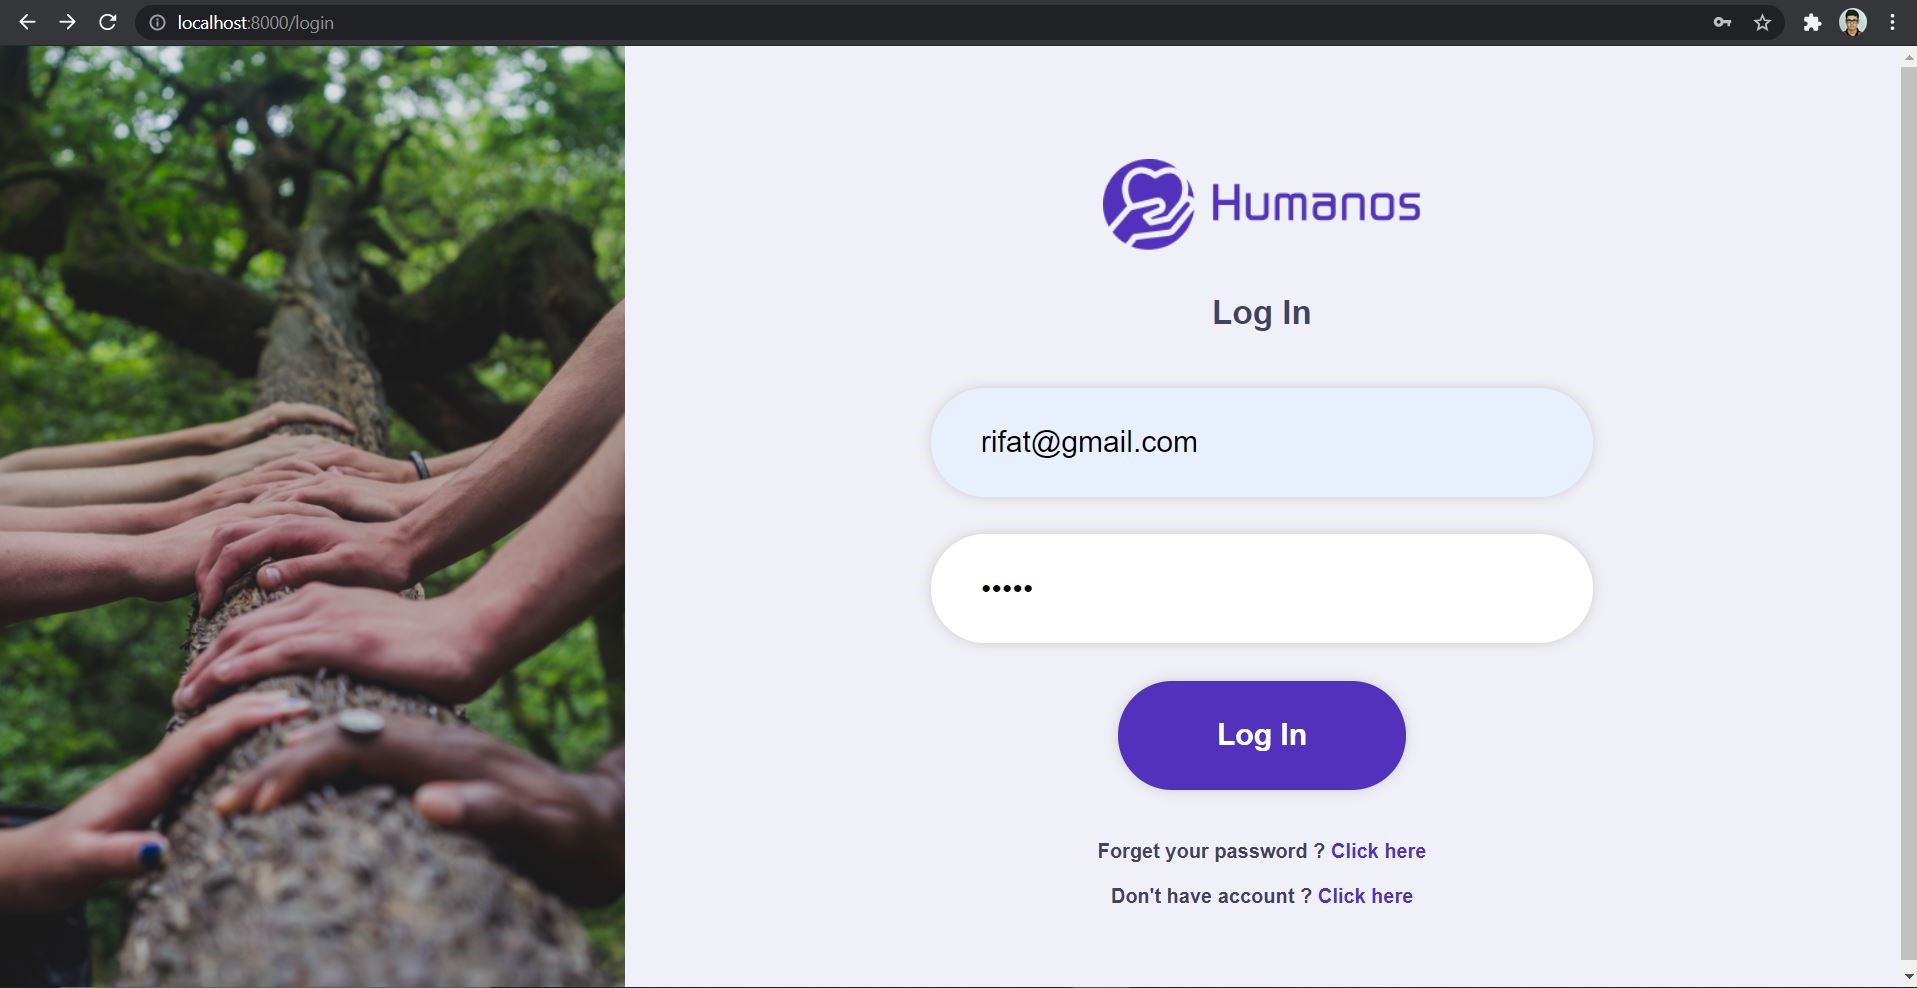 localhost:8000/login
Humanos
Log In
rifat@gmail.com
•••••
Log In
Forget your password ? Click here
Don't have account ? Click here